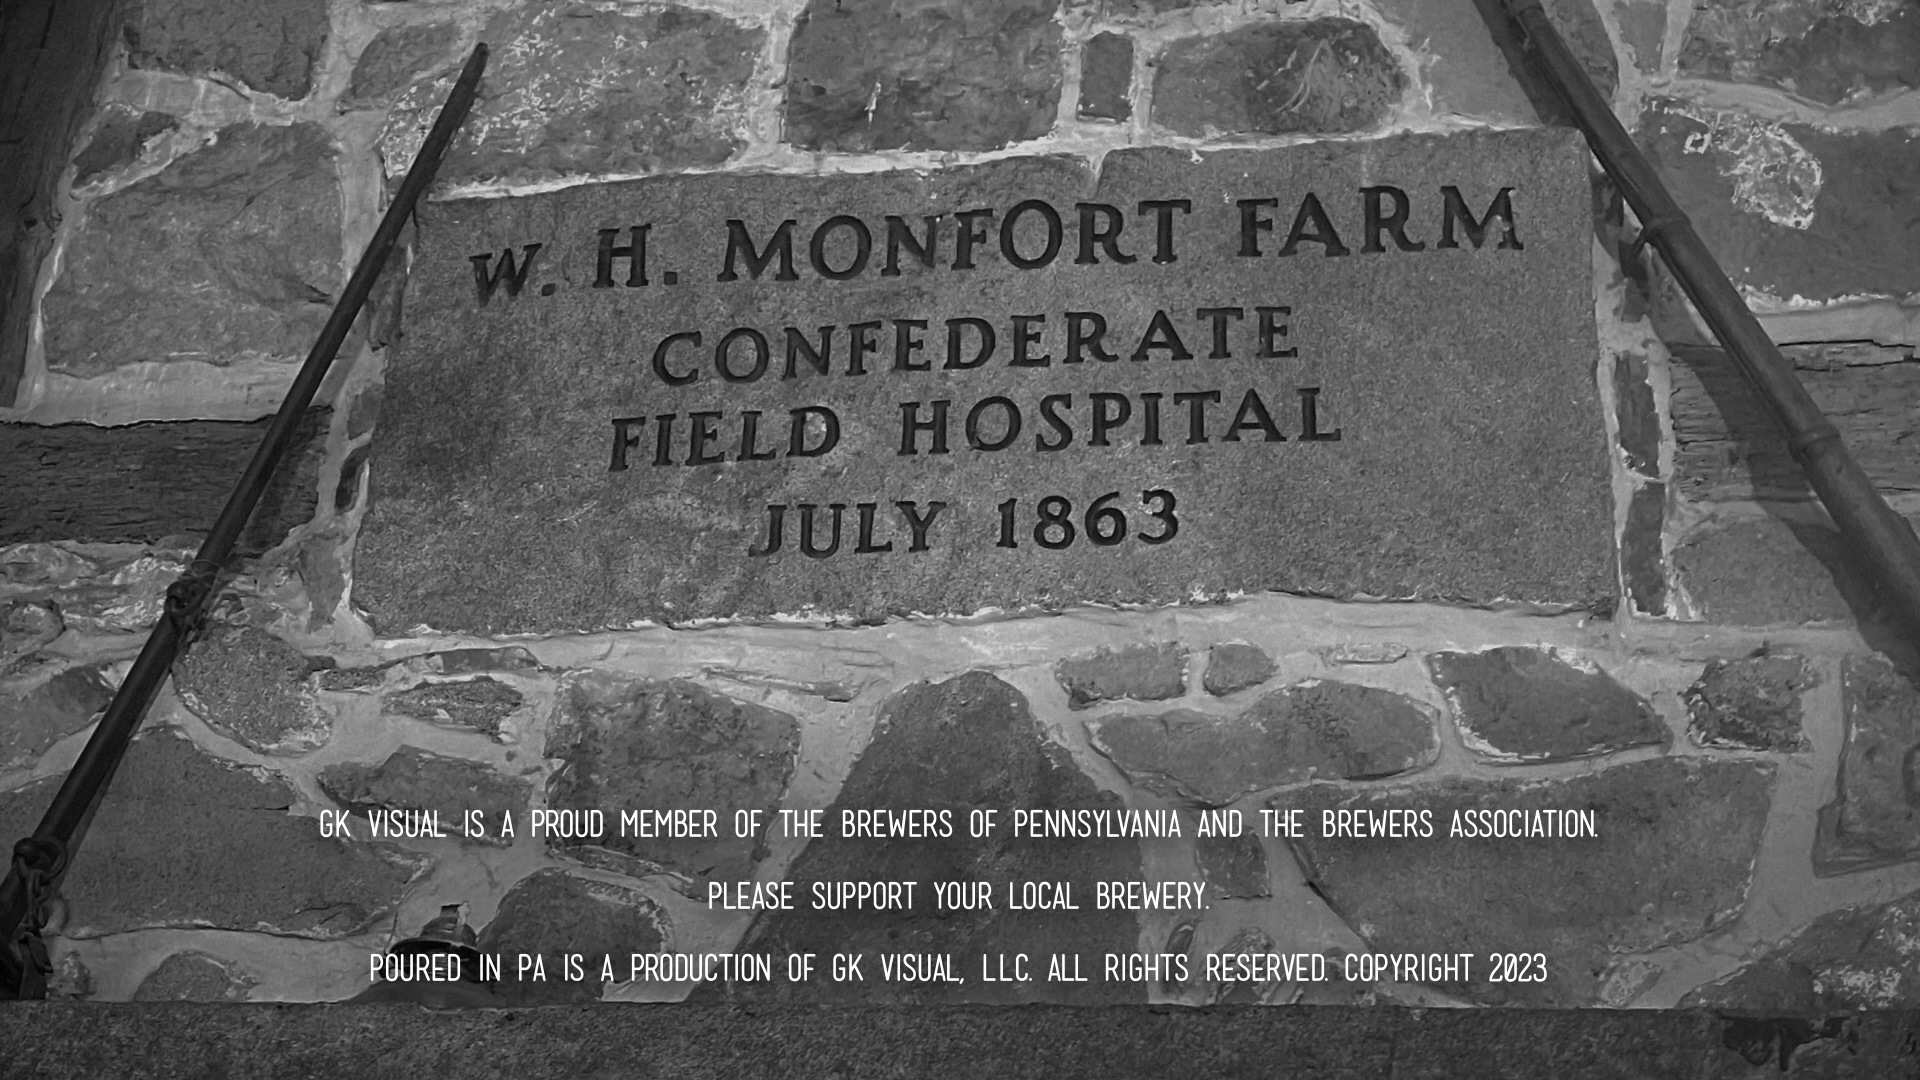 W. H. MONFORT FARM
CONFEDERATE
FIELD HOSPITAL
JULY 1863
GK VISUAL IS A PROUD MEMBER OF THE BREWERS OF PENNSYLVANIA AND THE BREWERS ASSOCIATION.
PLEASE SUPPORT YOUR LOCAL BREWERY.
POURED IN PA IS A PRODUCTION OF GK VISUAL, LLC. ALL RIGHTS RESERVED. COPYRIGHT 2023